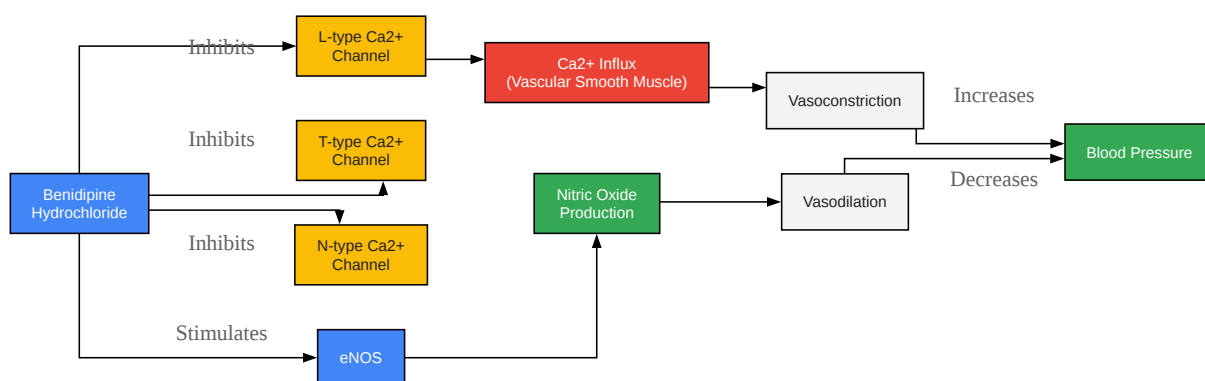 Inhibits
L-type Ca2+
Channel
Ca2+ Influx
(Vascular Smooth Muscle)
Vasoconstriction
Increases
Inhibits
T-type Ca2+
Channel
Blood Pressure
Benidipine
Hydrochloride
Nitric Oxide
Production
Vasodilation
Decreases
Inhibits
N-type Ca2+
Channel
Stimulates
eNOS